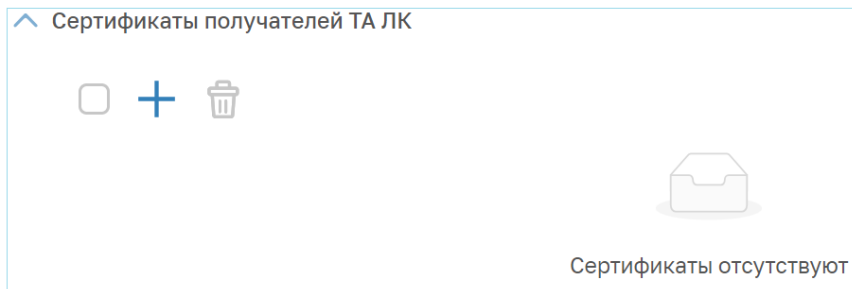 Сертификаты получателей ТА ЛК
Сертификаты отсутствуют